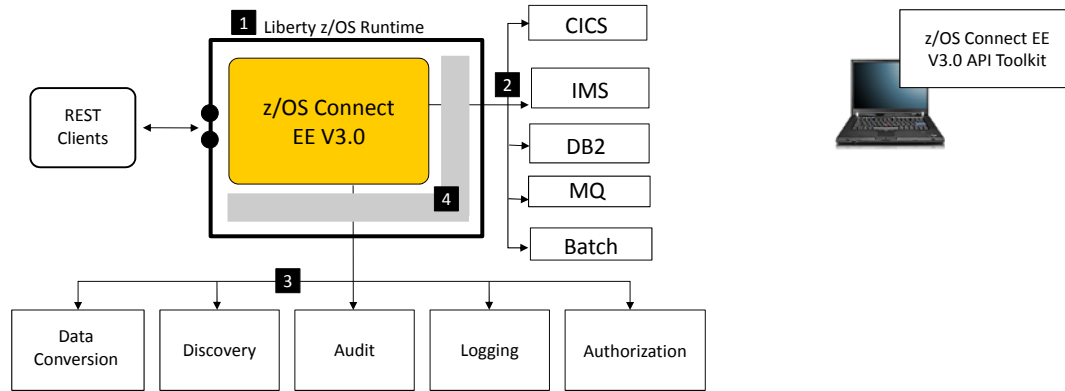 1 Liberty z/OS Runtime
z/OS Connect
EE V3.0
REST
Clients
4
2
CICS
IMS
DB2
MQ
Batch
z/OS Connect EE
V3.0 API Toolkit
3
Data
Conversion
Discovery
Audit
Logging
Authorization